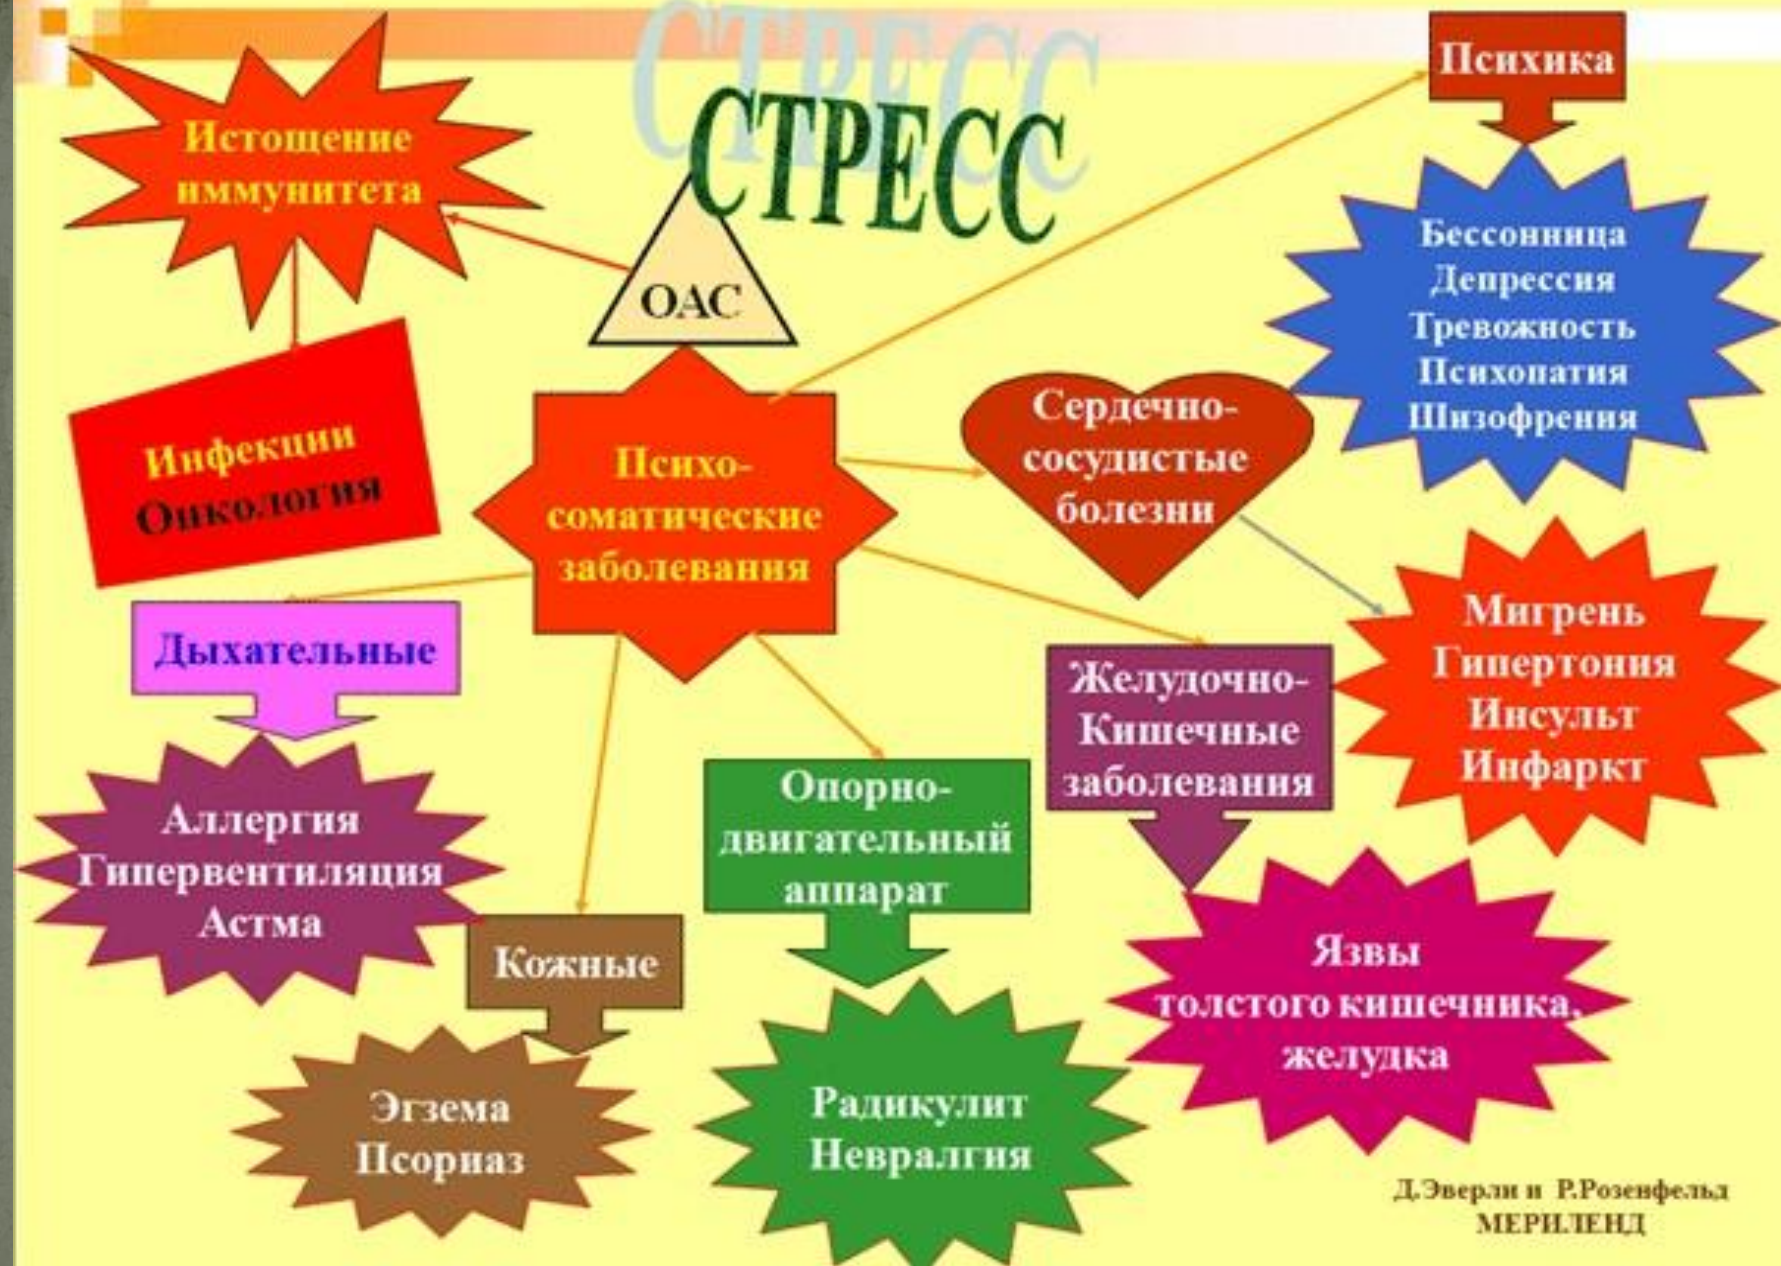 СТРЕСС
Психика
Истощение
иммунитета
ОАС
Бессонница
Депрессия
Тревожность
Психопатия
Шизофрения
Инфекции
Онкология
Психо-
соматические
заболевания
Сердечно-
сосудистые
болезни
Мигрень
Гипертония
Инсульт
Инфаркт
Дыхательные
Желудочно-
Кишечные
заболевания
Опорно-
двигательный
аппарат
Аллергия
Гипервентиляция
Астма
Кожные
Язвы
толстого кишечника,
желудка
Эгзема
Псориаз
Радикулит
Невралгия
Д.Эверли и Р.Розенфельд
МЕРИЛЕНД